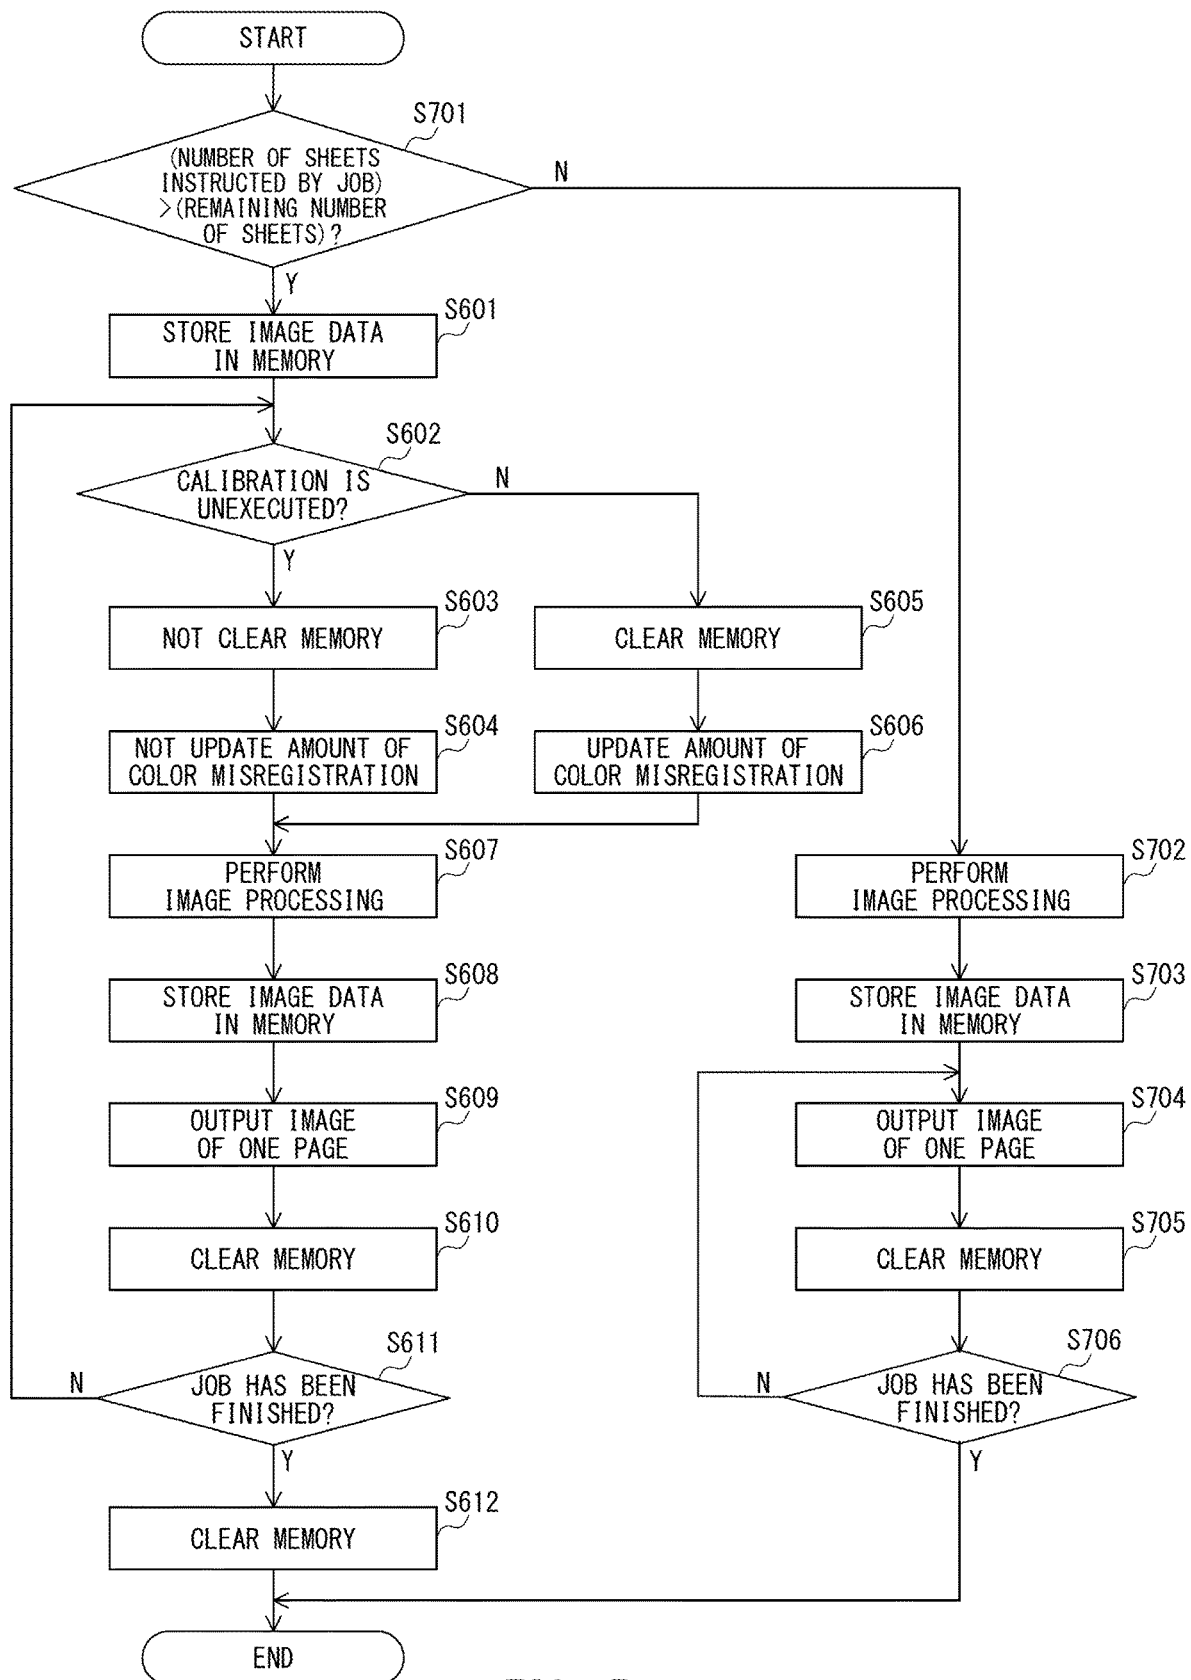 START
S701
(NUMBER OF SHEETS
INSTRUCTED BY JOB)
>(REMAINING NUMBER
OF SHEETS)?
N
Y
S601
STORE IMAGE DATA
IN MEMORY
S602
CALIBRATION IS
UNEXECUTED?
N
Y
S603
NOT CLEAR MEMORY
S605
CLEAR MEMORY
S604
NOT UPDATE AMOUNT OF
COLOR MISREGISTRATION
S606
UPDATE AMOUNT OF
COLOR MISREGISTRATION
S607
PERFORM
IMAGE PROCESSING
S702
PERFORM
IMAGE PROCESSING
S608
STORE IMAGE DATA
IN MEMORY
S703
STORE IMAGE DATA
IN MEMORY
S609
OUTPUT IMAGE
OF ONE PAGE
S704
OUTPUT IMAGE
OF ONE PAGE
S610
CLEAR MEMORY
S705
CLEAR MEMORY
S611
JOB HAS BEEN
FINISHED?
N
Y
S706
JOB HAS BEEN
FINISHED?
N
Y
S612
CLEAR MEMORY
END